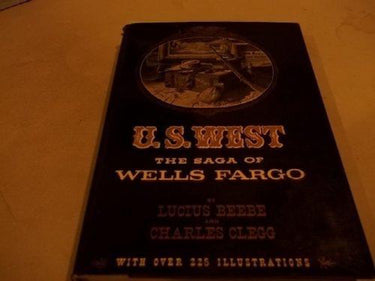 U.S. WEST
THE SAGA OF
WELLS FARGO
BY
LUCIUS BEEBE
AND
CHARLES CLEGG
WITH OVER 225 ILLUSTRATIONS